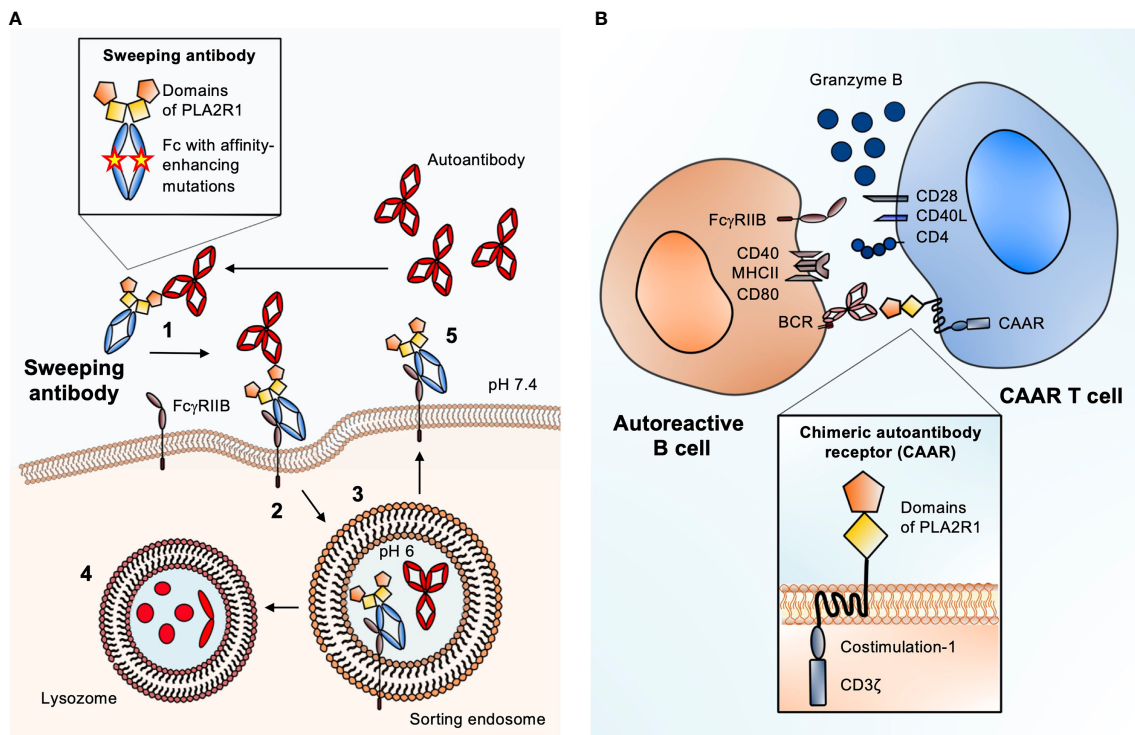 A
Sweeping antibody
Domains
of PLA2R1
Fc with affinity-
enhancing
mutations
Autoantibody
1
5
Sweeping
antibody
FcγRIIB
pH 7.4
2
3
pH 6
4
Lysozome
Sorting endosome
B
Granzyme B
CD28
CD40L
CD4
FcγRIIB
CD40
MHCII
CD80
BCR
CAAR
Autoreactive
B cell
CAAR T cell
Chimeric autoantibody
receptor (CAAR)
Domains
of PLA2R1
Costimulation-1
CD3ζ